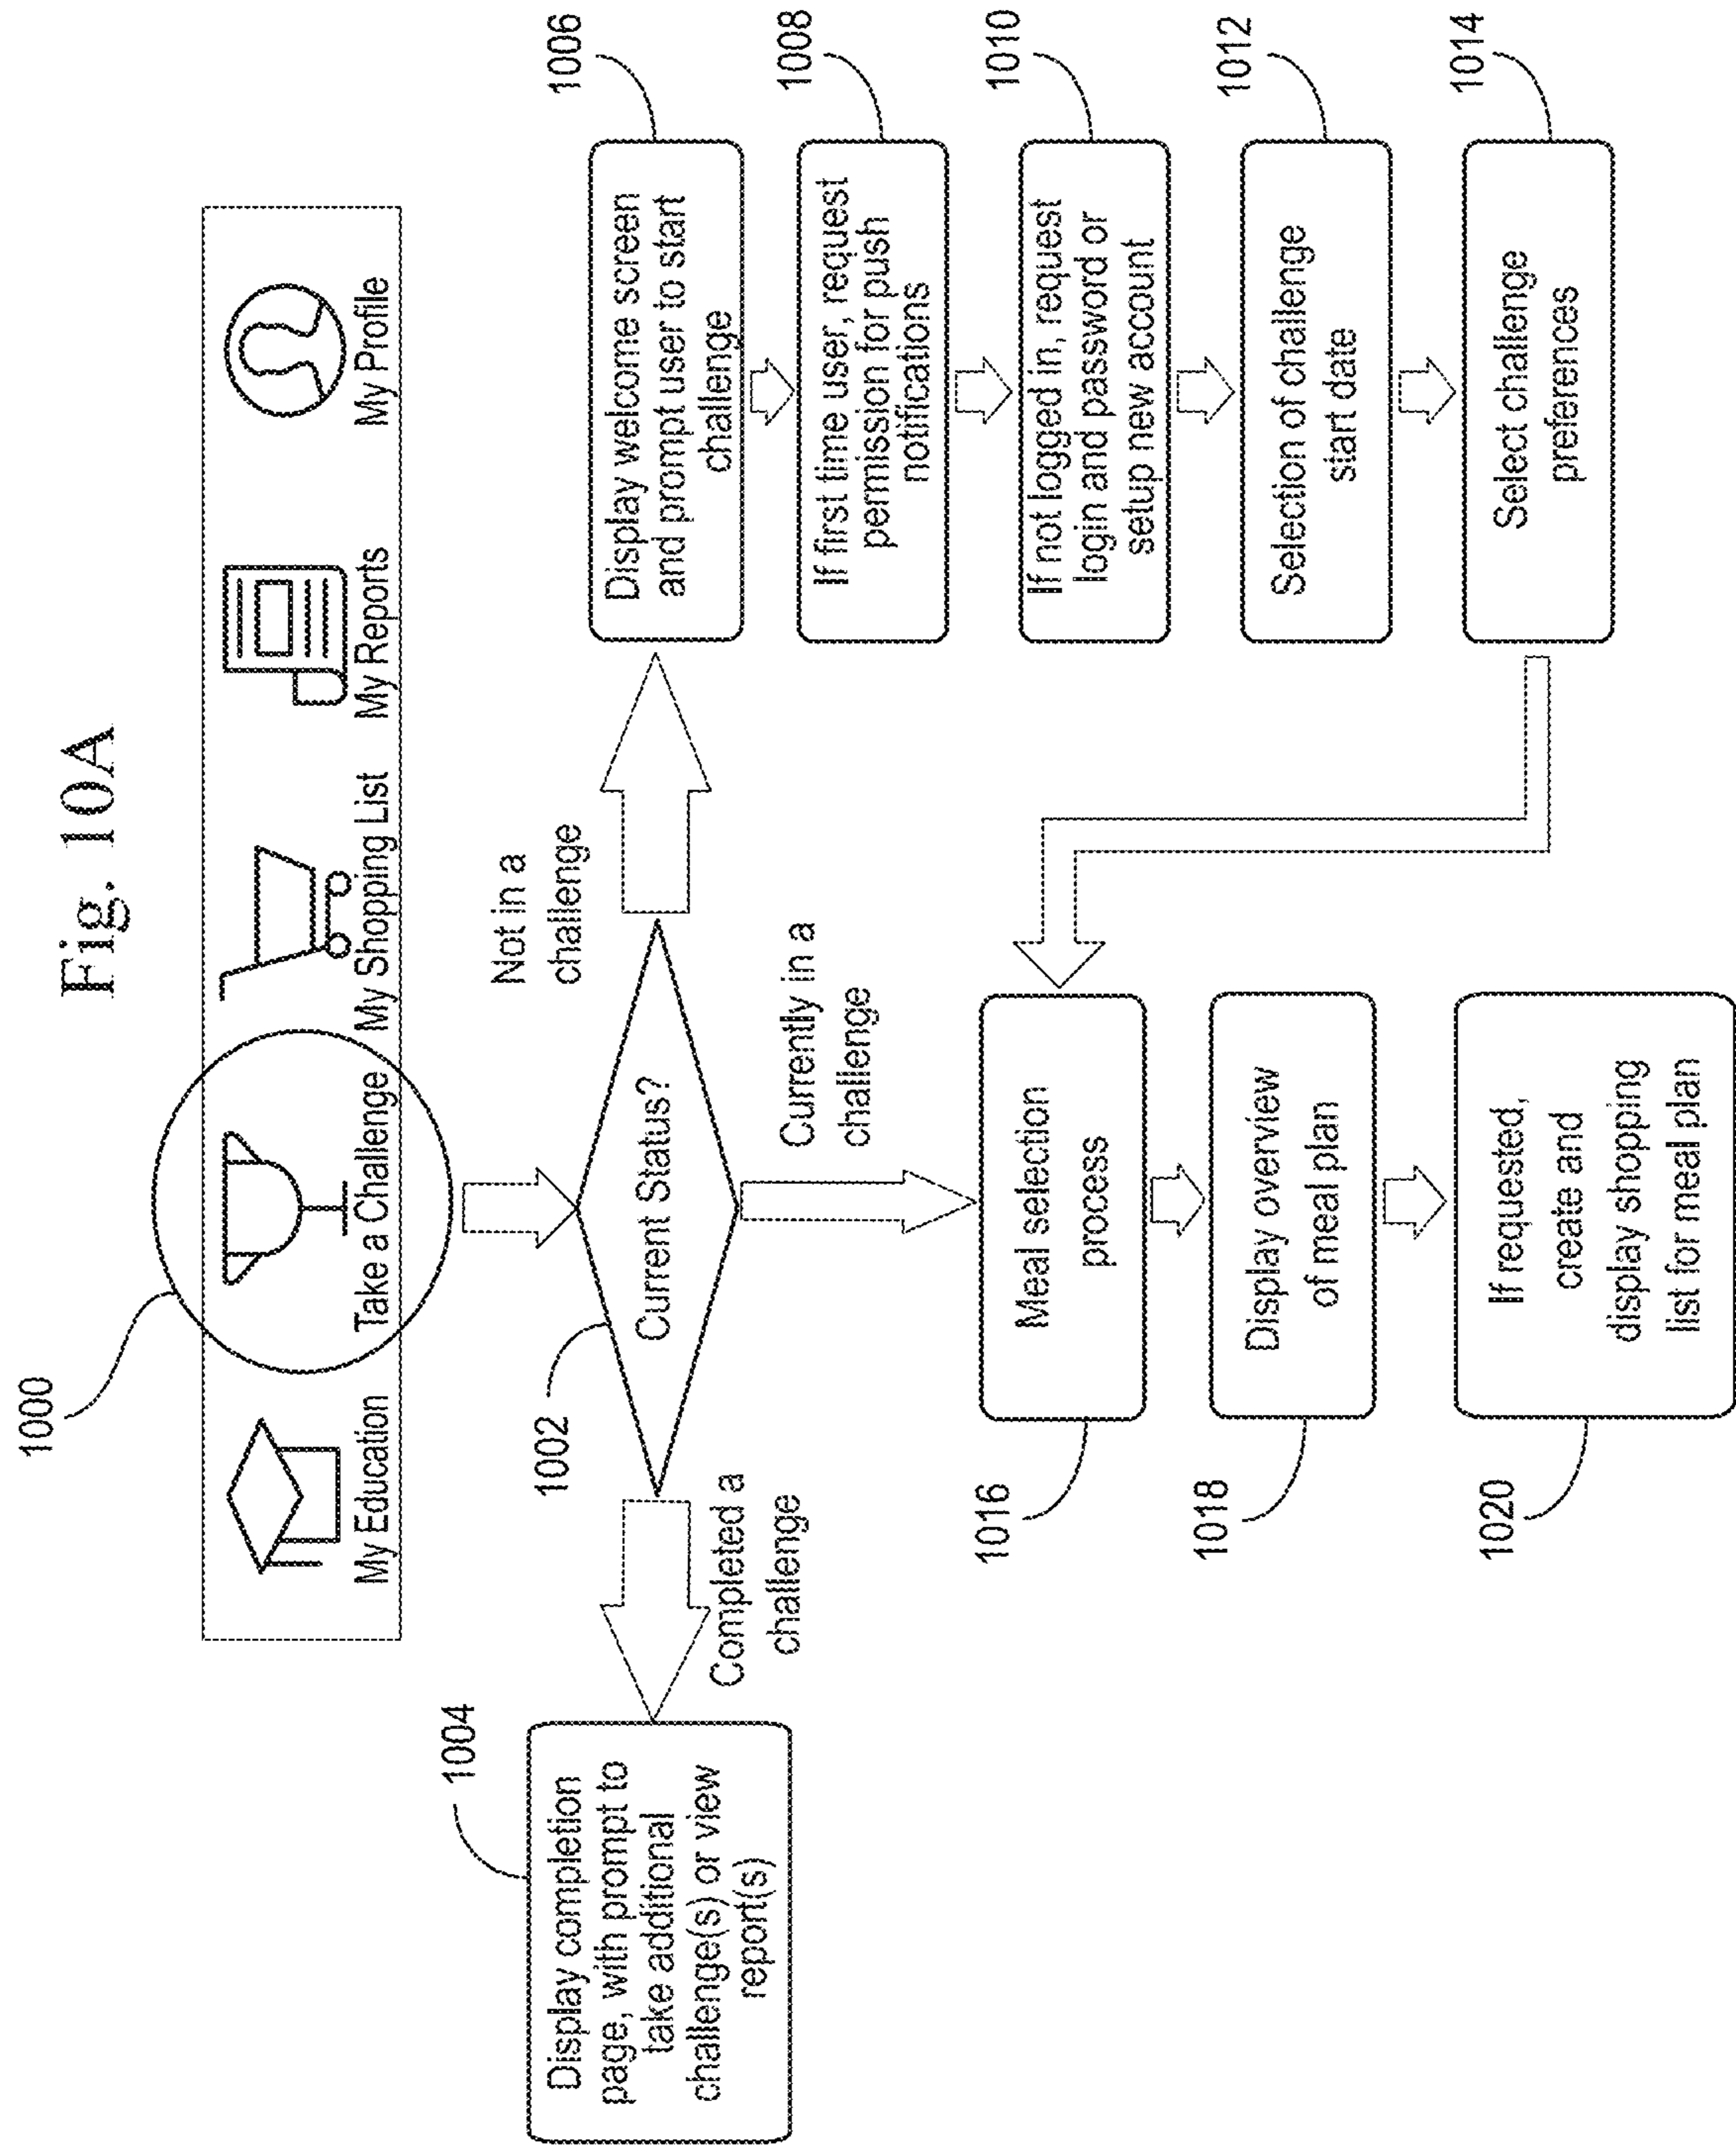 Fig. 10A
1000
My Education
Take a Challenge
My Shopping List
My Reports
My Profile
1002
Current Status?
Completed a
challenge
Not in a
challenge
Currently in a
challenge
1004
Display completion
page, with prompt to
take additional
challenge(s) or view
report(s)
1006
Display welcome screen
and prompt user to start
challenge
1008
If first time user, request
permission for push
notifications
1010
If not logged in, request
login and password or
setup new account
1012
Selection of challenge
start date
1014
Select challenge
preferences
1016
Meal selection
process
1018
Display overview
of meal plan
1020
If requested,
create and
display shopping
list for meal plan